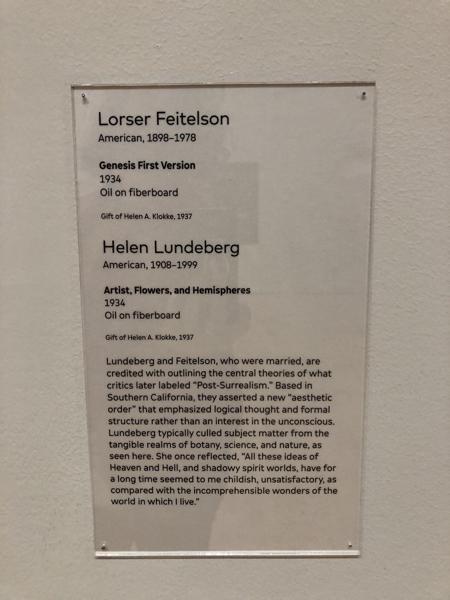 Lorser Feitelson
American, 1898–1978
Genesis First Version
1934
Oil on fiberboard
Gift of Helen A. Klokke, 1937
Helen Lundeberg
American, 1908–1999
Artist, Flowers, and Hemispheres
1934
Oil on fiberboard
Gift of Helen A. Klokke, 1937
Lundeberg and Feitelson, who were married, are
credited with outlining the central theories of what
critics later labeled “Post-Surrealism.” Based in
Southern California, they asserted a new “aesthetic
order” that emphasized logical thought and formal
structure rather than an interest in the unconscious.
Lundeberg typically culled subject matter from the
tangible realms of botany, science, and nature, as
seen here. She once reflected, “All these ideas of
Heaven and Hell, and shadowy spirit worlds, have for
a long time seemed to me childish, unsatisfactory, as
compared with the incomprehensible wonders of the
world in which I live.”